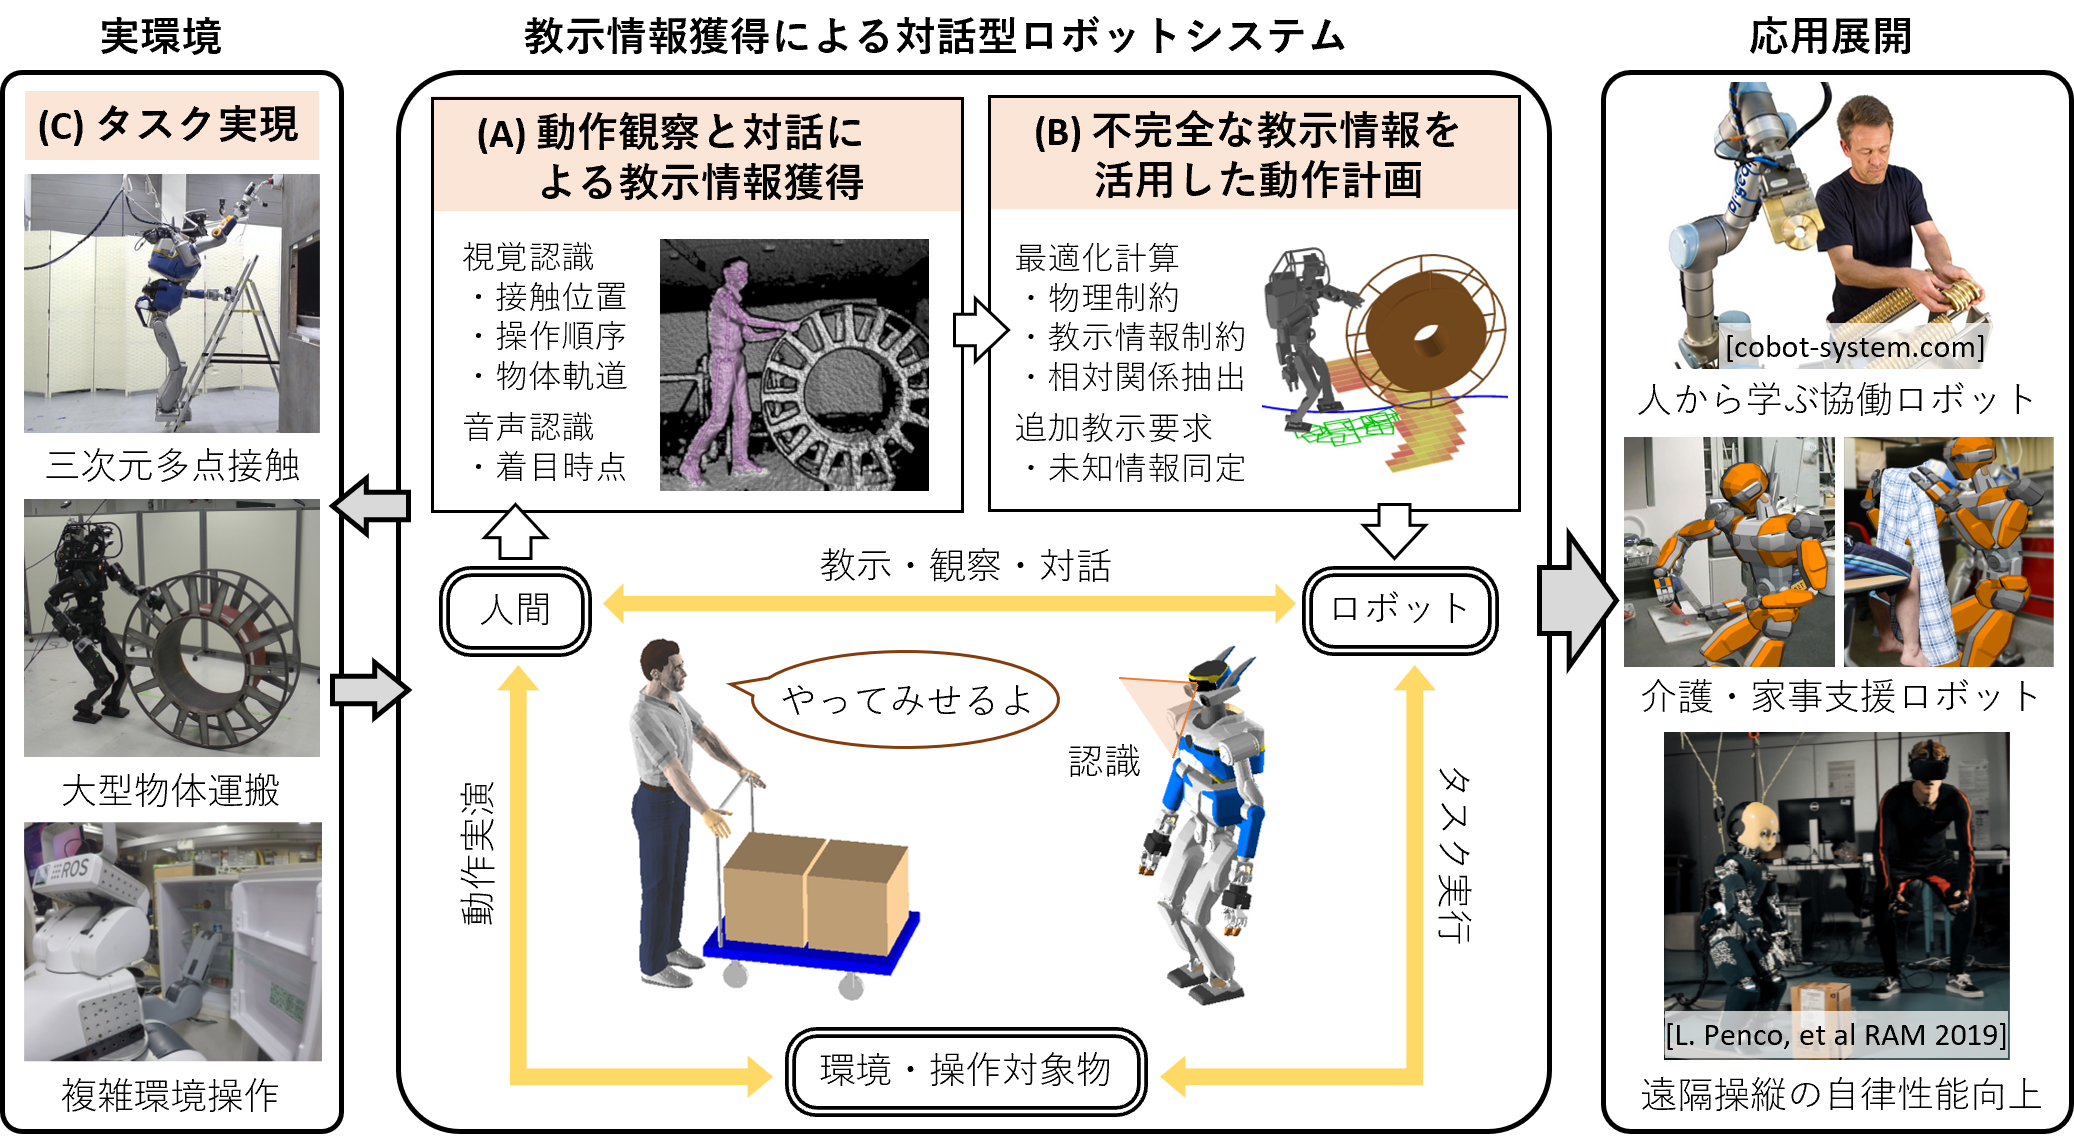 実環境
(C) タスク実現
三次元多点接触
大型物体運搬
ROS
複雑環境操作
教示情報獲得による対話型ロボットシステム
(A) 動作観察と対話に
よる教示情報獲得
視覚認識
・接触位置
・操作順序
・物体軌道
音声認識
・着目時点
(B) 不完全な教示情報を
活用した動作計画
最適化計算
・物理制約
・教示情報制約
・相対関係抽出
追加教示要求
・未知情報同定
教示・観察・対話
人間
ロボット
やってみせるよ
認識
動作実演
タスク実行
環境・操作対象物
応用展開
[cobot-system.com]
人から学ぶ協働ロボット
介護・家事支援ロボット
[L. Penco, et al RAM 2019]
遠隔操縦の自律性能向上